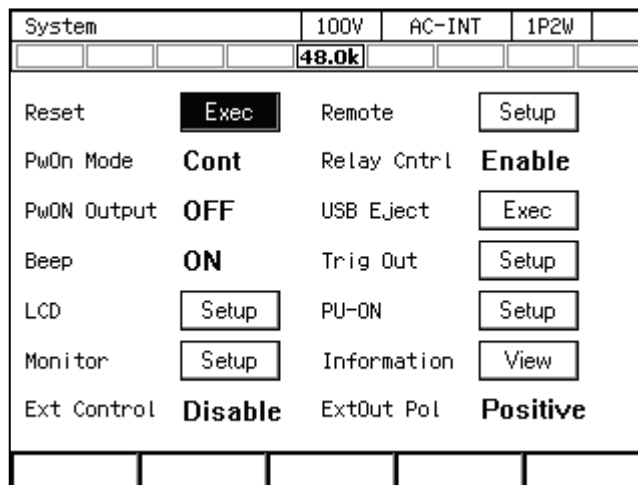 System 100V AC-INT 1P2W
48.0k
Reset Exec Remote Setup
PwOn Mode Cont Relay Cntrl Enable
PwON Output OFF USB Eject Exec
Beep ON Trig Out Setup
LCD Setup PU-ON Setup
Monitor Setup Information View
Ext Control Disable ExtOut Pol Positive